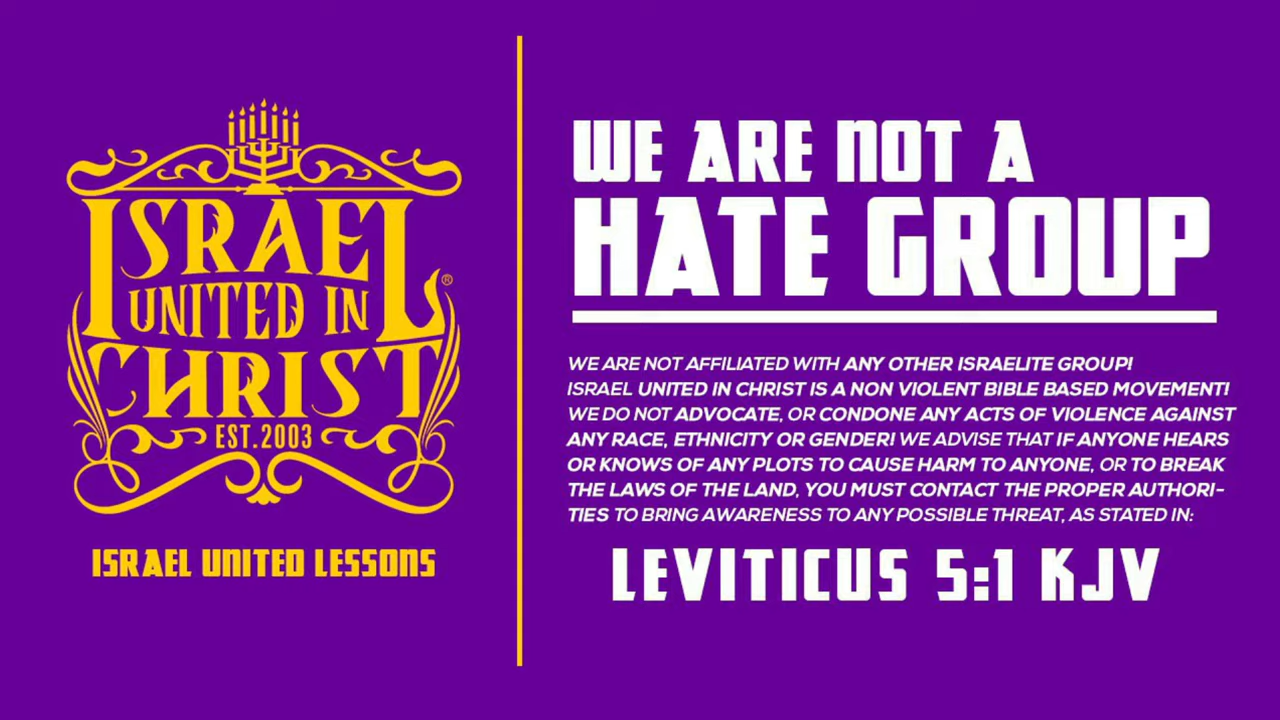 ISRAEL
UNITED IN
CHRIST
®
EST. 2003
ISRAEL UNITED LESSONS
WE ARE NOT A
HATE GROUP
WE ARE NOT AFFILIATED WITH ANY OTHER ISRAELITE GROUP!
ISRAEL UNITED IN CHRIST IS A NON VIOLENT BIBLE BASED MOVEMENT!
WE DO NOT ADVOCATE, OR CONDONE ANY ACTS OF VIOLENCE AGAINST
ANY RACE, ETHNICITY OR GENDER! WE ADVISE THAT IF ANYONE HEARS
OR KNOWS OF ANY PLOTS TO CAUSE HARM TO ANYONE, OR TO BREAK
THE LAWS OF THE LAND, YOU MUST CONTACT THE PROPER AUTHORI-
TIES TO BRING AWARENESS TO ANY POSSIBLE THREAT, AS STATED IN:
LEVITICUS 5:1 KJV